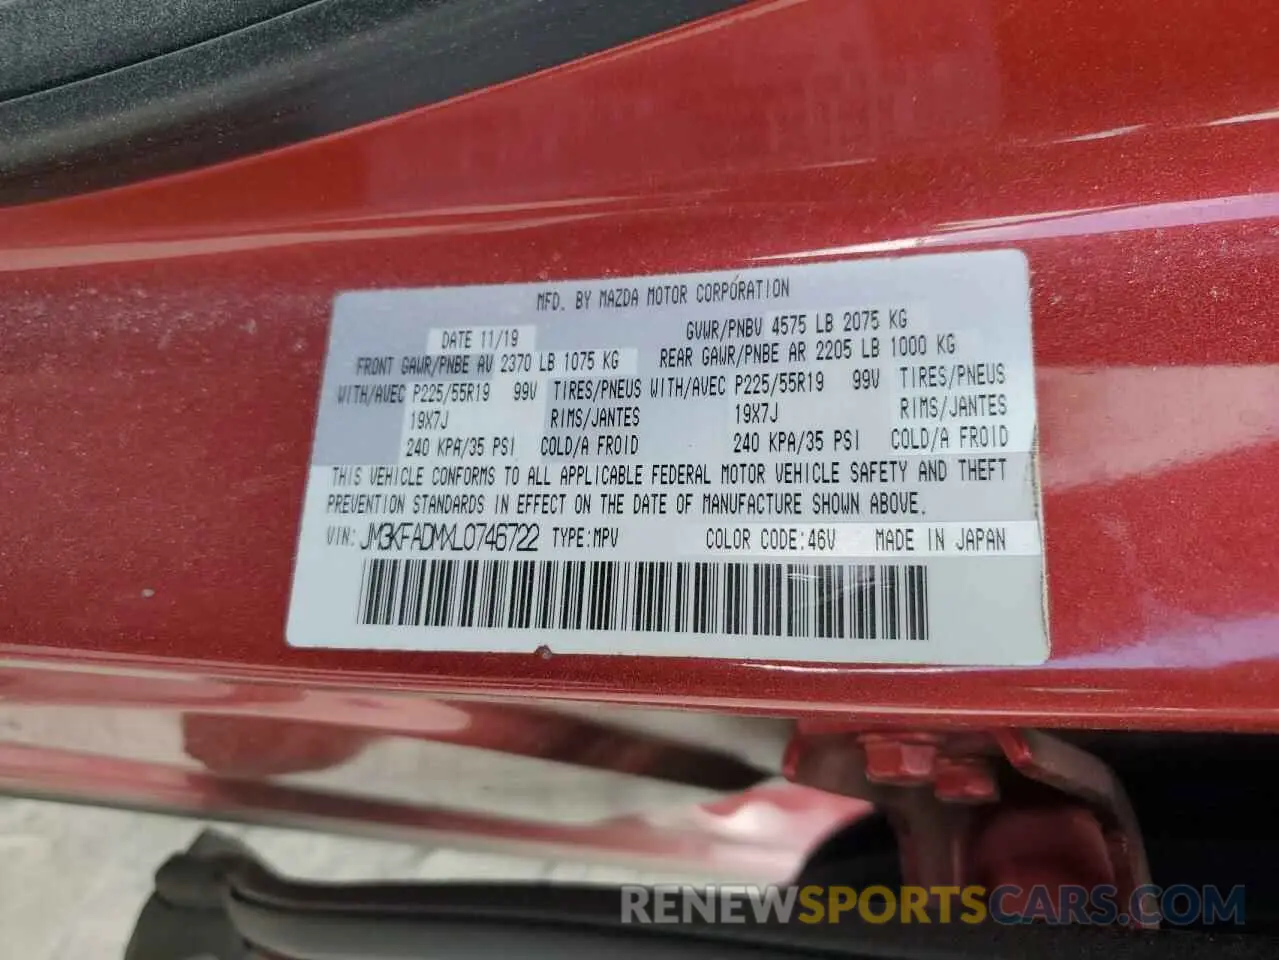 MFD. BY MAZDA MOTOR CORPORATION
DATE 11/19 GVWR/PNBV 4575 LB 2075 KG
FRONT GAWR/PNBE AV 2370 LB 1075 KG REAR GAWR/PNBE AR 2205 LB 1000 KG
WITH/AVEC P225/55R19 99V TIRES/PNEUS WITH/AVEC P225/55R19 99V TIRES/PNEUS
19X7J RIMS/JANTES 19X7J RIMS/JANTES
240 KPA/35 PSI COLD/A FROID 240 KPA/35 PSI COLD/A FROID
THIS VEHICLE CONFORMS TO ALL APPLICABLE FEDERAL MOTOR VEHICLE SAFETY AND THEFT
PREVENTION STANDARDS IN EFFECT ON THE DATE OF MANUFACTURE SHOWN ABOVE.
VIN: JM3KFADMXL0746722 TYPE:MPV COLOR CODE:46V MADE IN JAPAN
RENEWSPORTSCARS.COM